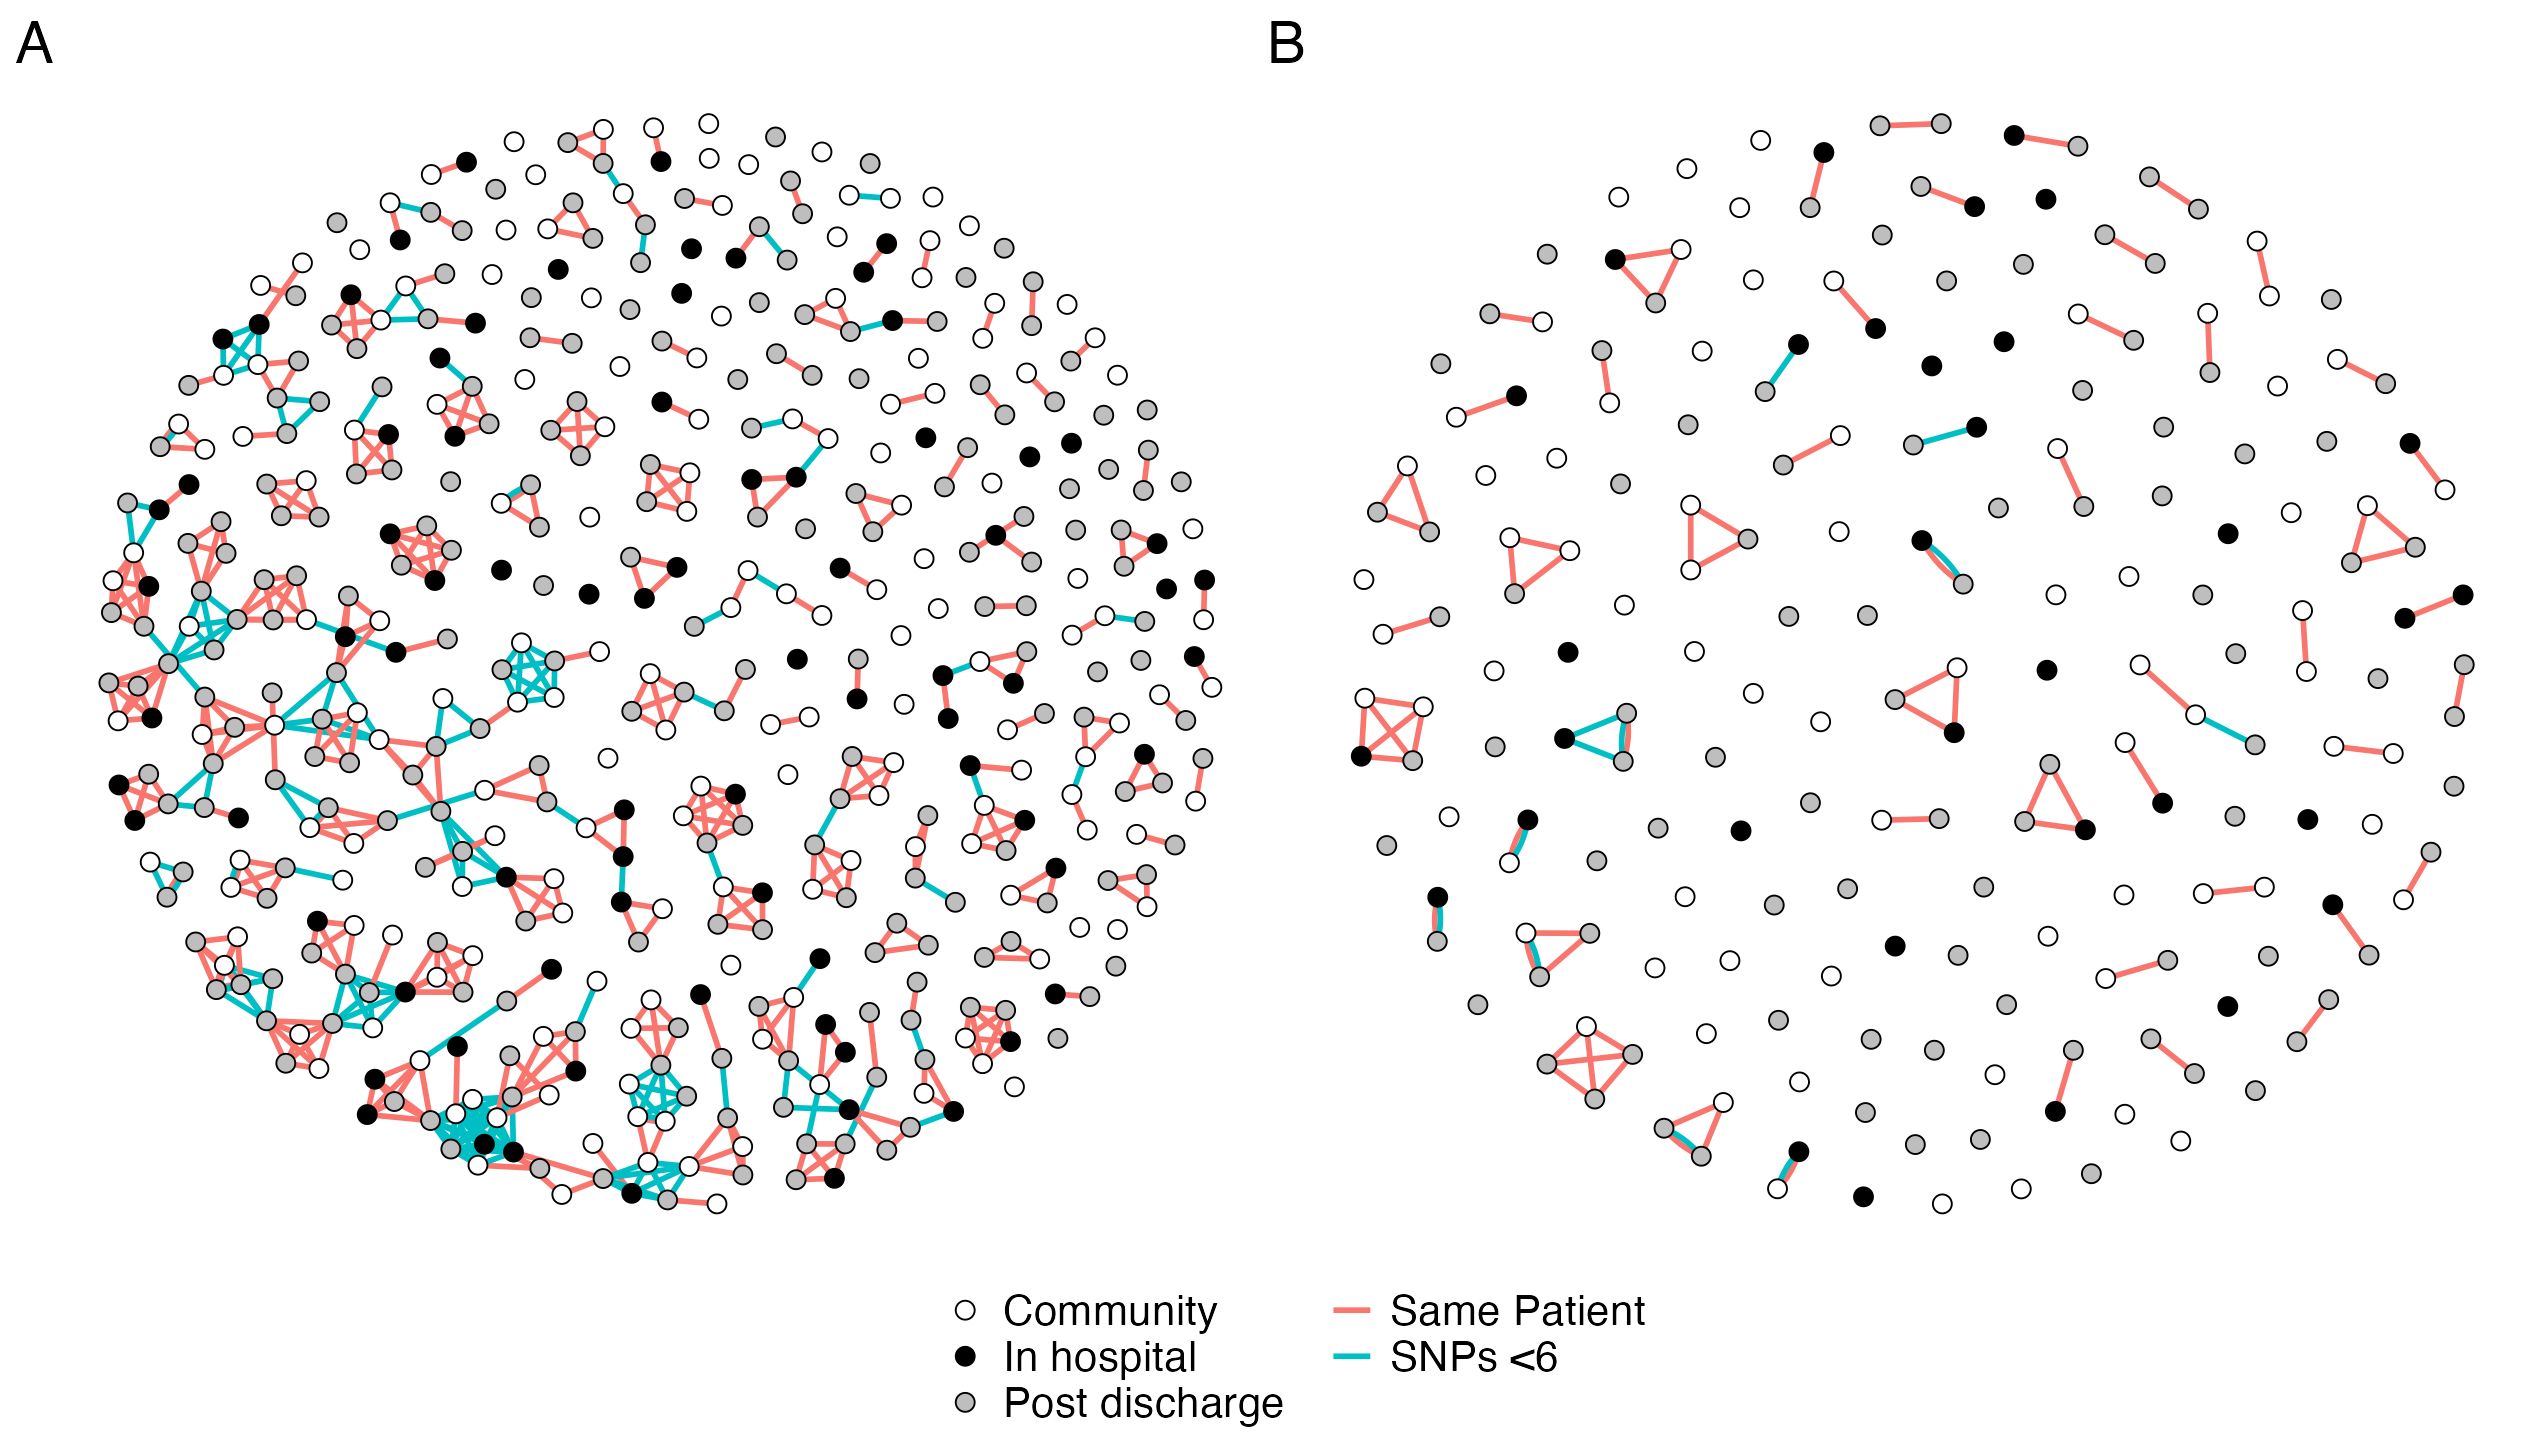 A
B
Community
In hospital
Post discharge
Same Patient
SNPs <6